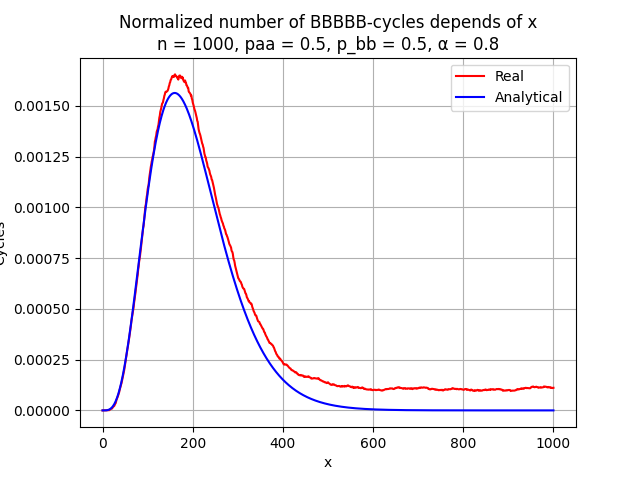 Normalized number of BBBBB-cycles depends of x
n = 1000, paa = 0.5, p_bb = 0.5, α = 0.8
Real
Analytical
0.00150
0.00125
0.00100
0.00075
0.00050
0.00025
0.00000
0 200 400 600 800 1000
x